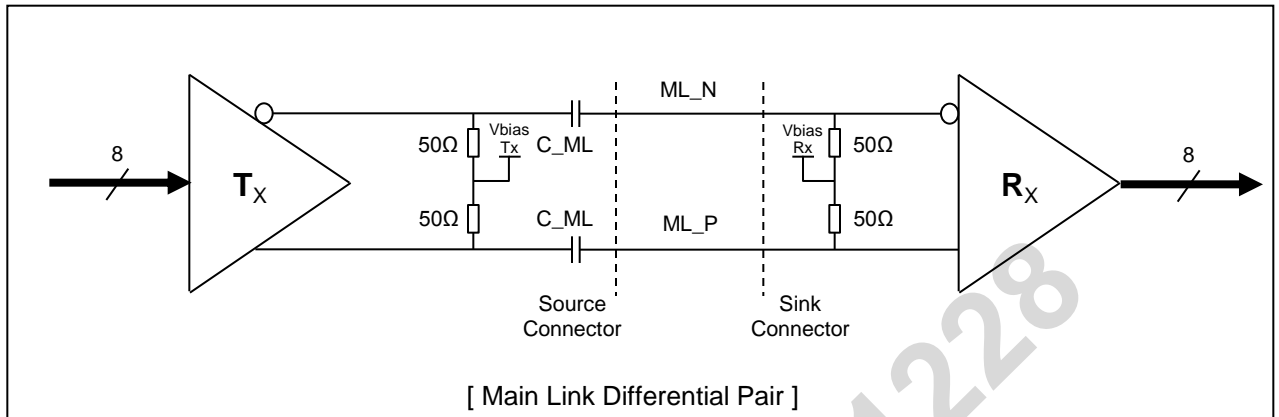 ML_N
8
50Ω
Vbias
Tx
C_ML
Vbias
Rx
50Ω
8
TX
RX
50Ω
C_ML
ML_P
50Ω
Source
Connector
Sink
Connector
[ Main Link Differential Pair ]
1228